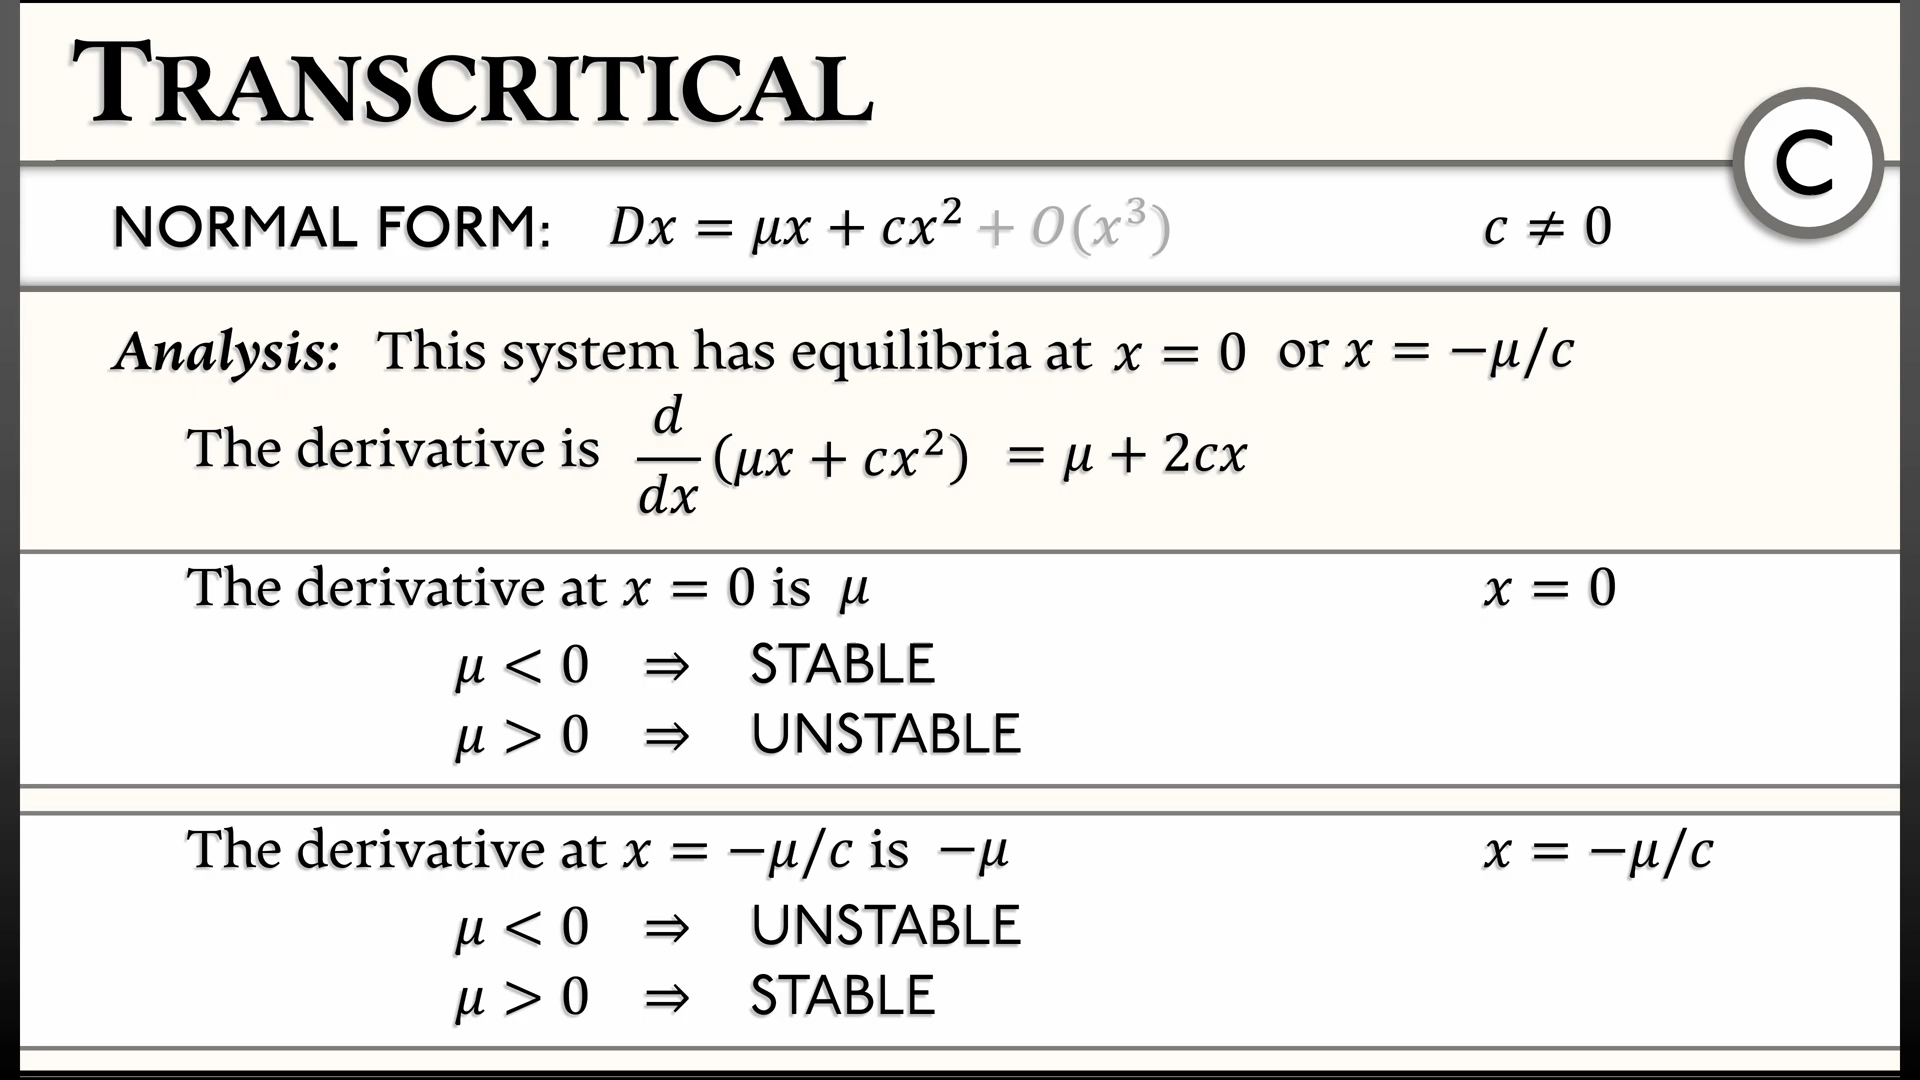 TRANSCRITICAL
C
NORMAL FORM: Dx = μx + cx² + O(x³) c ≠ 0
Analysis: This system has equilibria at x = 0 or x = −μ/c
The derivative is d/dx (μx + cx²) = μ + 2cx
The derivative at x = 0 is μ x = 0
μ < 0 ⇒ STABLE
μ > 0 ⇒ UNSTABLE
The derivative at x = −μ/c is −μ x = −μ/c
μ < 0 ⇒ UNSTABLE
μ > 0 ⇒ STABLE